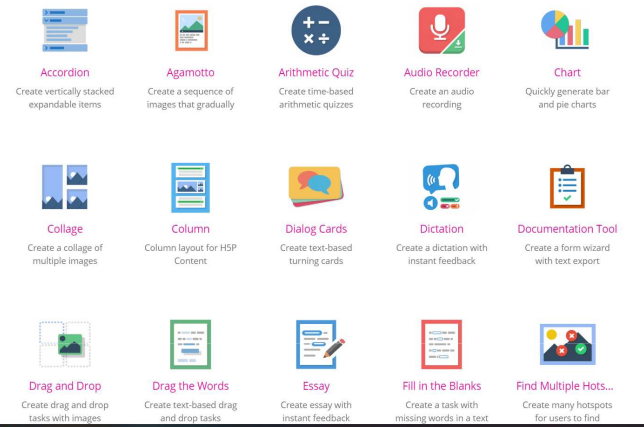 Accordion
Create vertically stacked
expandable items
Agamotto
Create a sequence of
images that gradually
Arithmetic Quiz
Create time-based
arithmetic quizzes
Audio Recorder
Create an audio
recording
Chart
Quickly generate bar
and pie charts
Collage
Create a collage of
multiple images
Column
Column layout for H5P
Content
Dialog Cards
Create text-based
turning cards
Dictation
Create a dictation with
instant feedback
Documentation Tool
Create a form wizard
with text export
Drag and Drop
Create drag and drop
tasks with images
Drag the Words
Create text-based drag
and drop tasks
Essay
Create essay with
instant feedback
Fill in the Blanks
Create a task with
missing words in a text
Find Multiple Hots...
Create many hotspots
for users to find